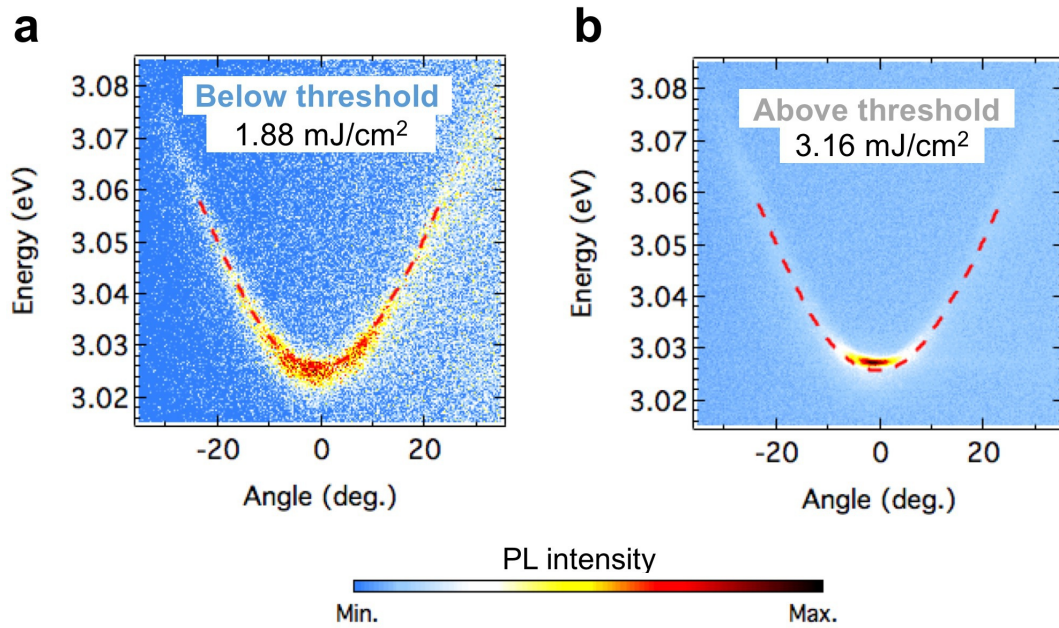 a
Below threshold
1.88 mJ/cm²
3.08
3.07
3.06
3.05
3.04
3.03
3.02
Energy (eV)
-20
0
20
Angle (deg.)
b
Above threshold
3.16 mJ/cm²
3.08
3.07
3.06
3.05
3.04
3.03
3.02
Energy (eV)
-20
0
20
Angle (deg.)
PL intensity
Min.
Max.